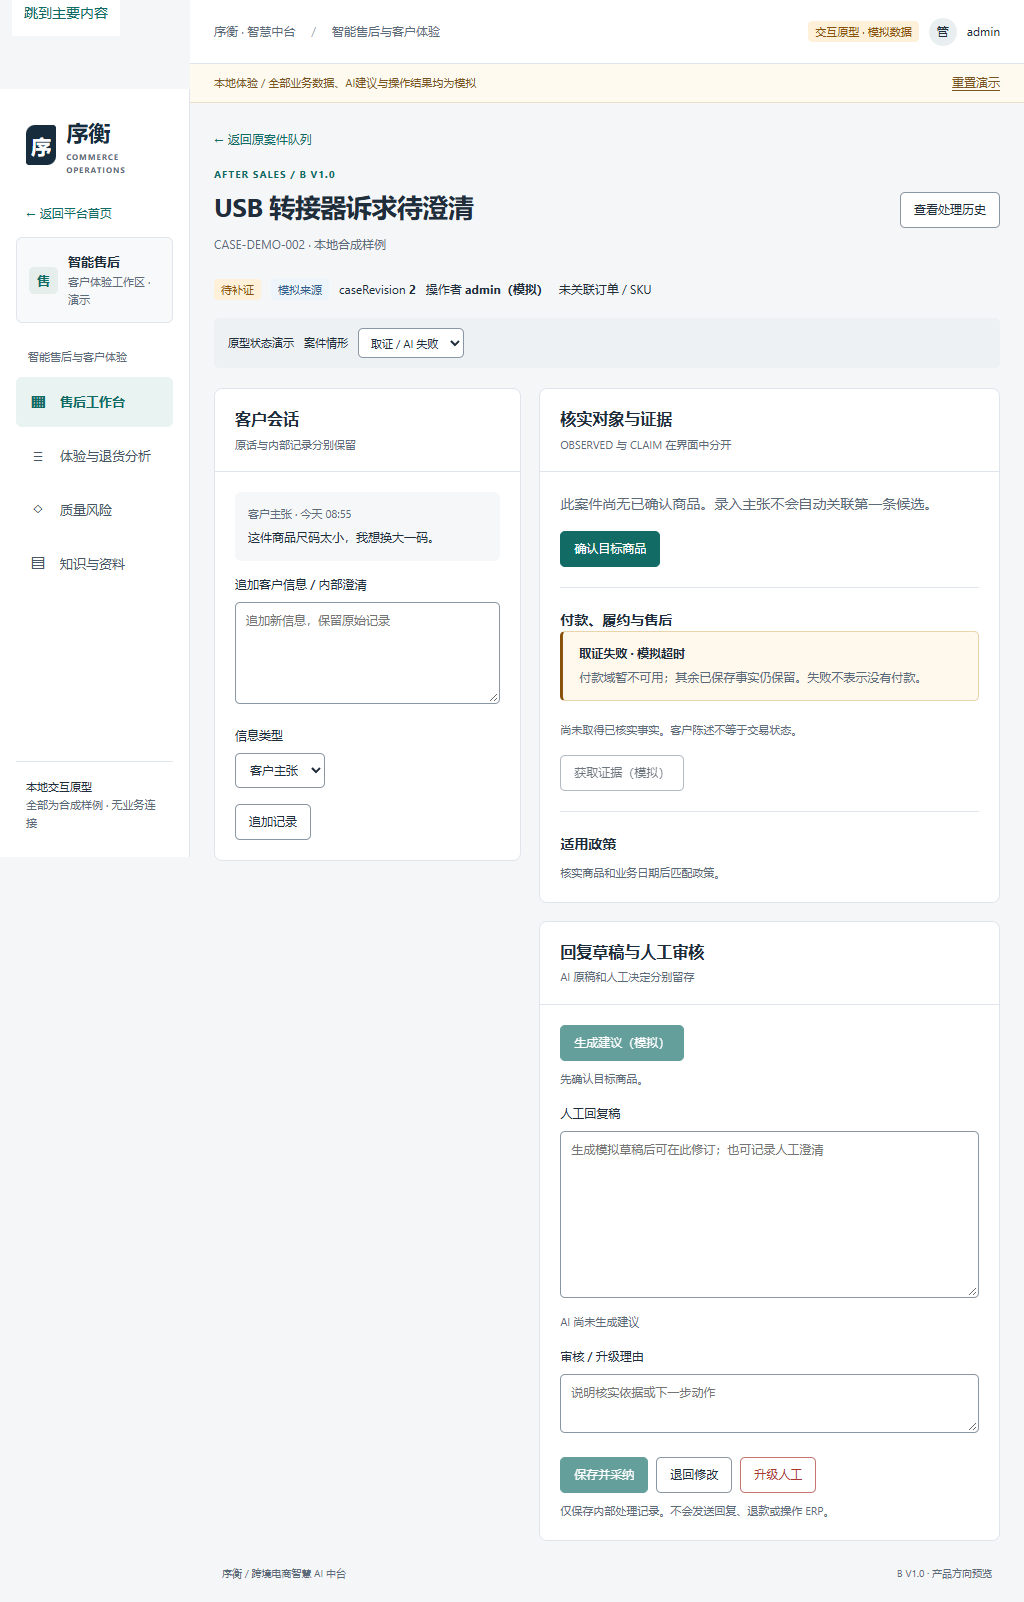 跳到主要内容
序衡 · 智慧中台 / 智能售后与客户体验
交互原型 · 模拟数据 管 admin
本地体验 / 全部业务数据、AI建议与操作结果均为模拟
重置演示
序 序衡
COMMERCE
OPERATIONS
← 返回平台首页
售 智能售后
客户体验工作区 ·
演示
智能售后与客户体验
售后工作台
体验与退货分析
质量风险
知识与资料
本地交互原型
全部为合成样例 · 无业务连
接
← 返回原案件队列
AFTER SALES / B V1.0
USB 转接器诉求待澄清
查看处理历史
CASE-DEMO-002 · 本地合成样例
待补证 模拟来源 caseRevision 2 操作者 admin（模拟） 未关联订单 / SKU
原型状态演示 案件情形 取证 / AI 失败
客户会话
原话与内部记录分别保留
客户主张 · 今天 08:55
这件商品尺码太小，我想换大一码。
追加客户信息 / 内部澄清
追加新信息，保留原始记录
信息类型
客户主张
追加记录
核实对象与证据
OBSERVED 与 CLAIM 在界面中分开
此案件尚无已确认商品。录入主张不会自动关联第一条候选。
确认目标商品
付款、履约与售后
取证失败 · 模拟超时
付款域暂不可用；其余已保存事实仍保留。失败不表示没有付款。
尚未取得已核实事实。客户陈述不等于交易状态。
获取证据（模拟）
适用政策
核实商品和业务日期后匹配政策。
回复草稿与人工审核
AI 原稿和人工决定分别留存
生成建议（模拟）
先确认目标商品。
人工回复稿
生成模拟草稿后可在此修订；也可记录人工澄清
AI 尚未生成建议
审核 / 升级理由
说明核实依据或下一步动作
保存并采纳 退回修改 升级人工
仅保存内部处理记录。不会发送回复、退款或操作 ERP。
序衡 / 跨境电商智慧 AI 中台
B V1.0 · 产品方向预览